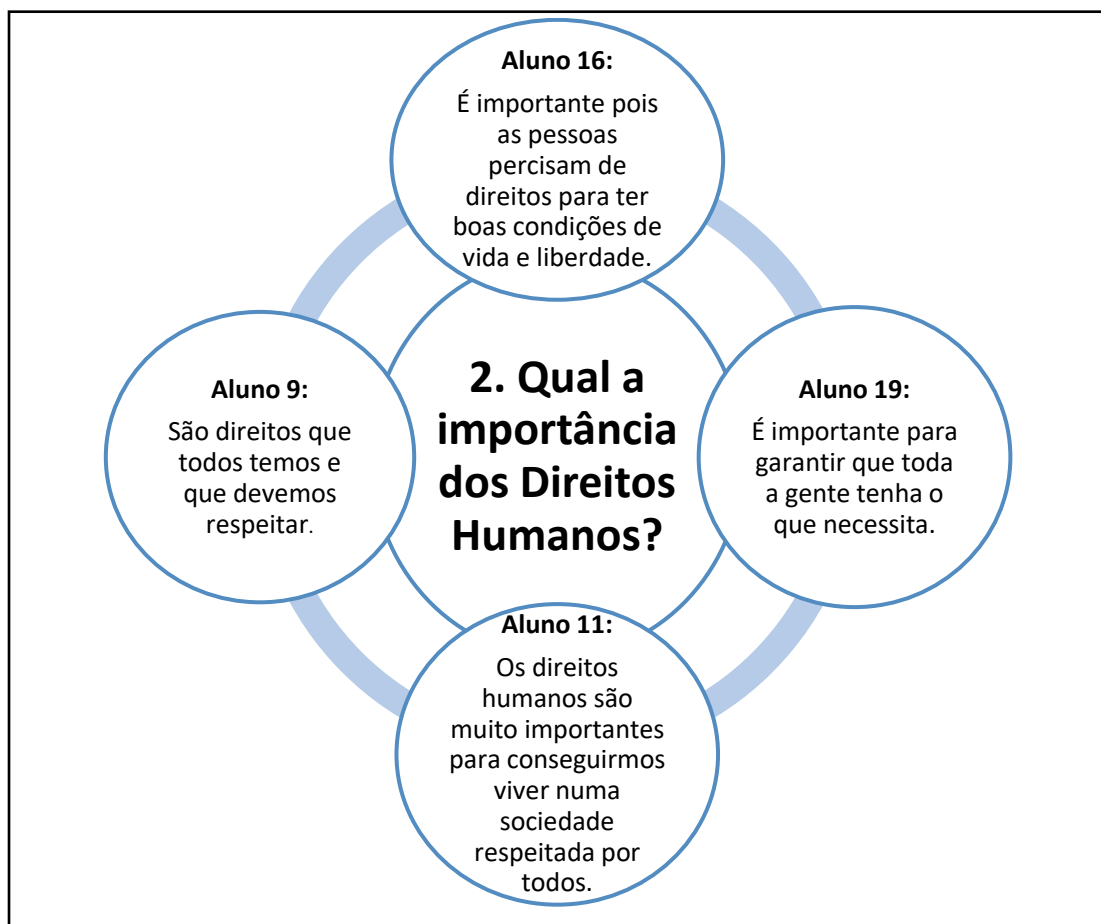 Aluno 16:
É importante pois
as pessoas
percisam de
direitos para ter
boas condições de
vida e liberdade.
Aluno 9:
São direitos que
todos temos e
que devemos
respeitar.
2. Qual a
importância
dos Direitos
Humanos?
Aluno 19:
É importante para
garantir que toda
a gente tenha o
que necessita.
Aluno 11:
Os direitos
humanos são
muito importantes
para conseguirmos
viver numa
sociedade
respeitada por
todos.